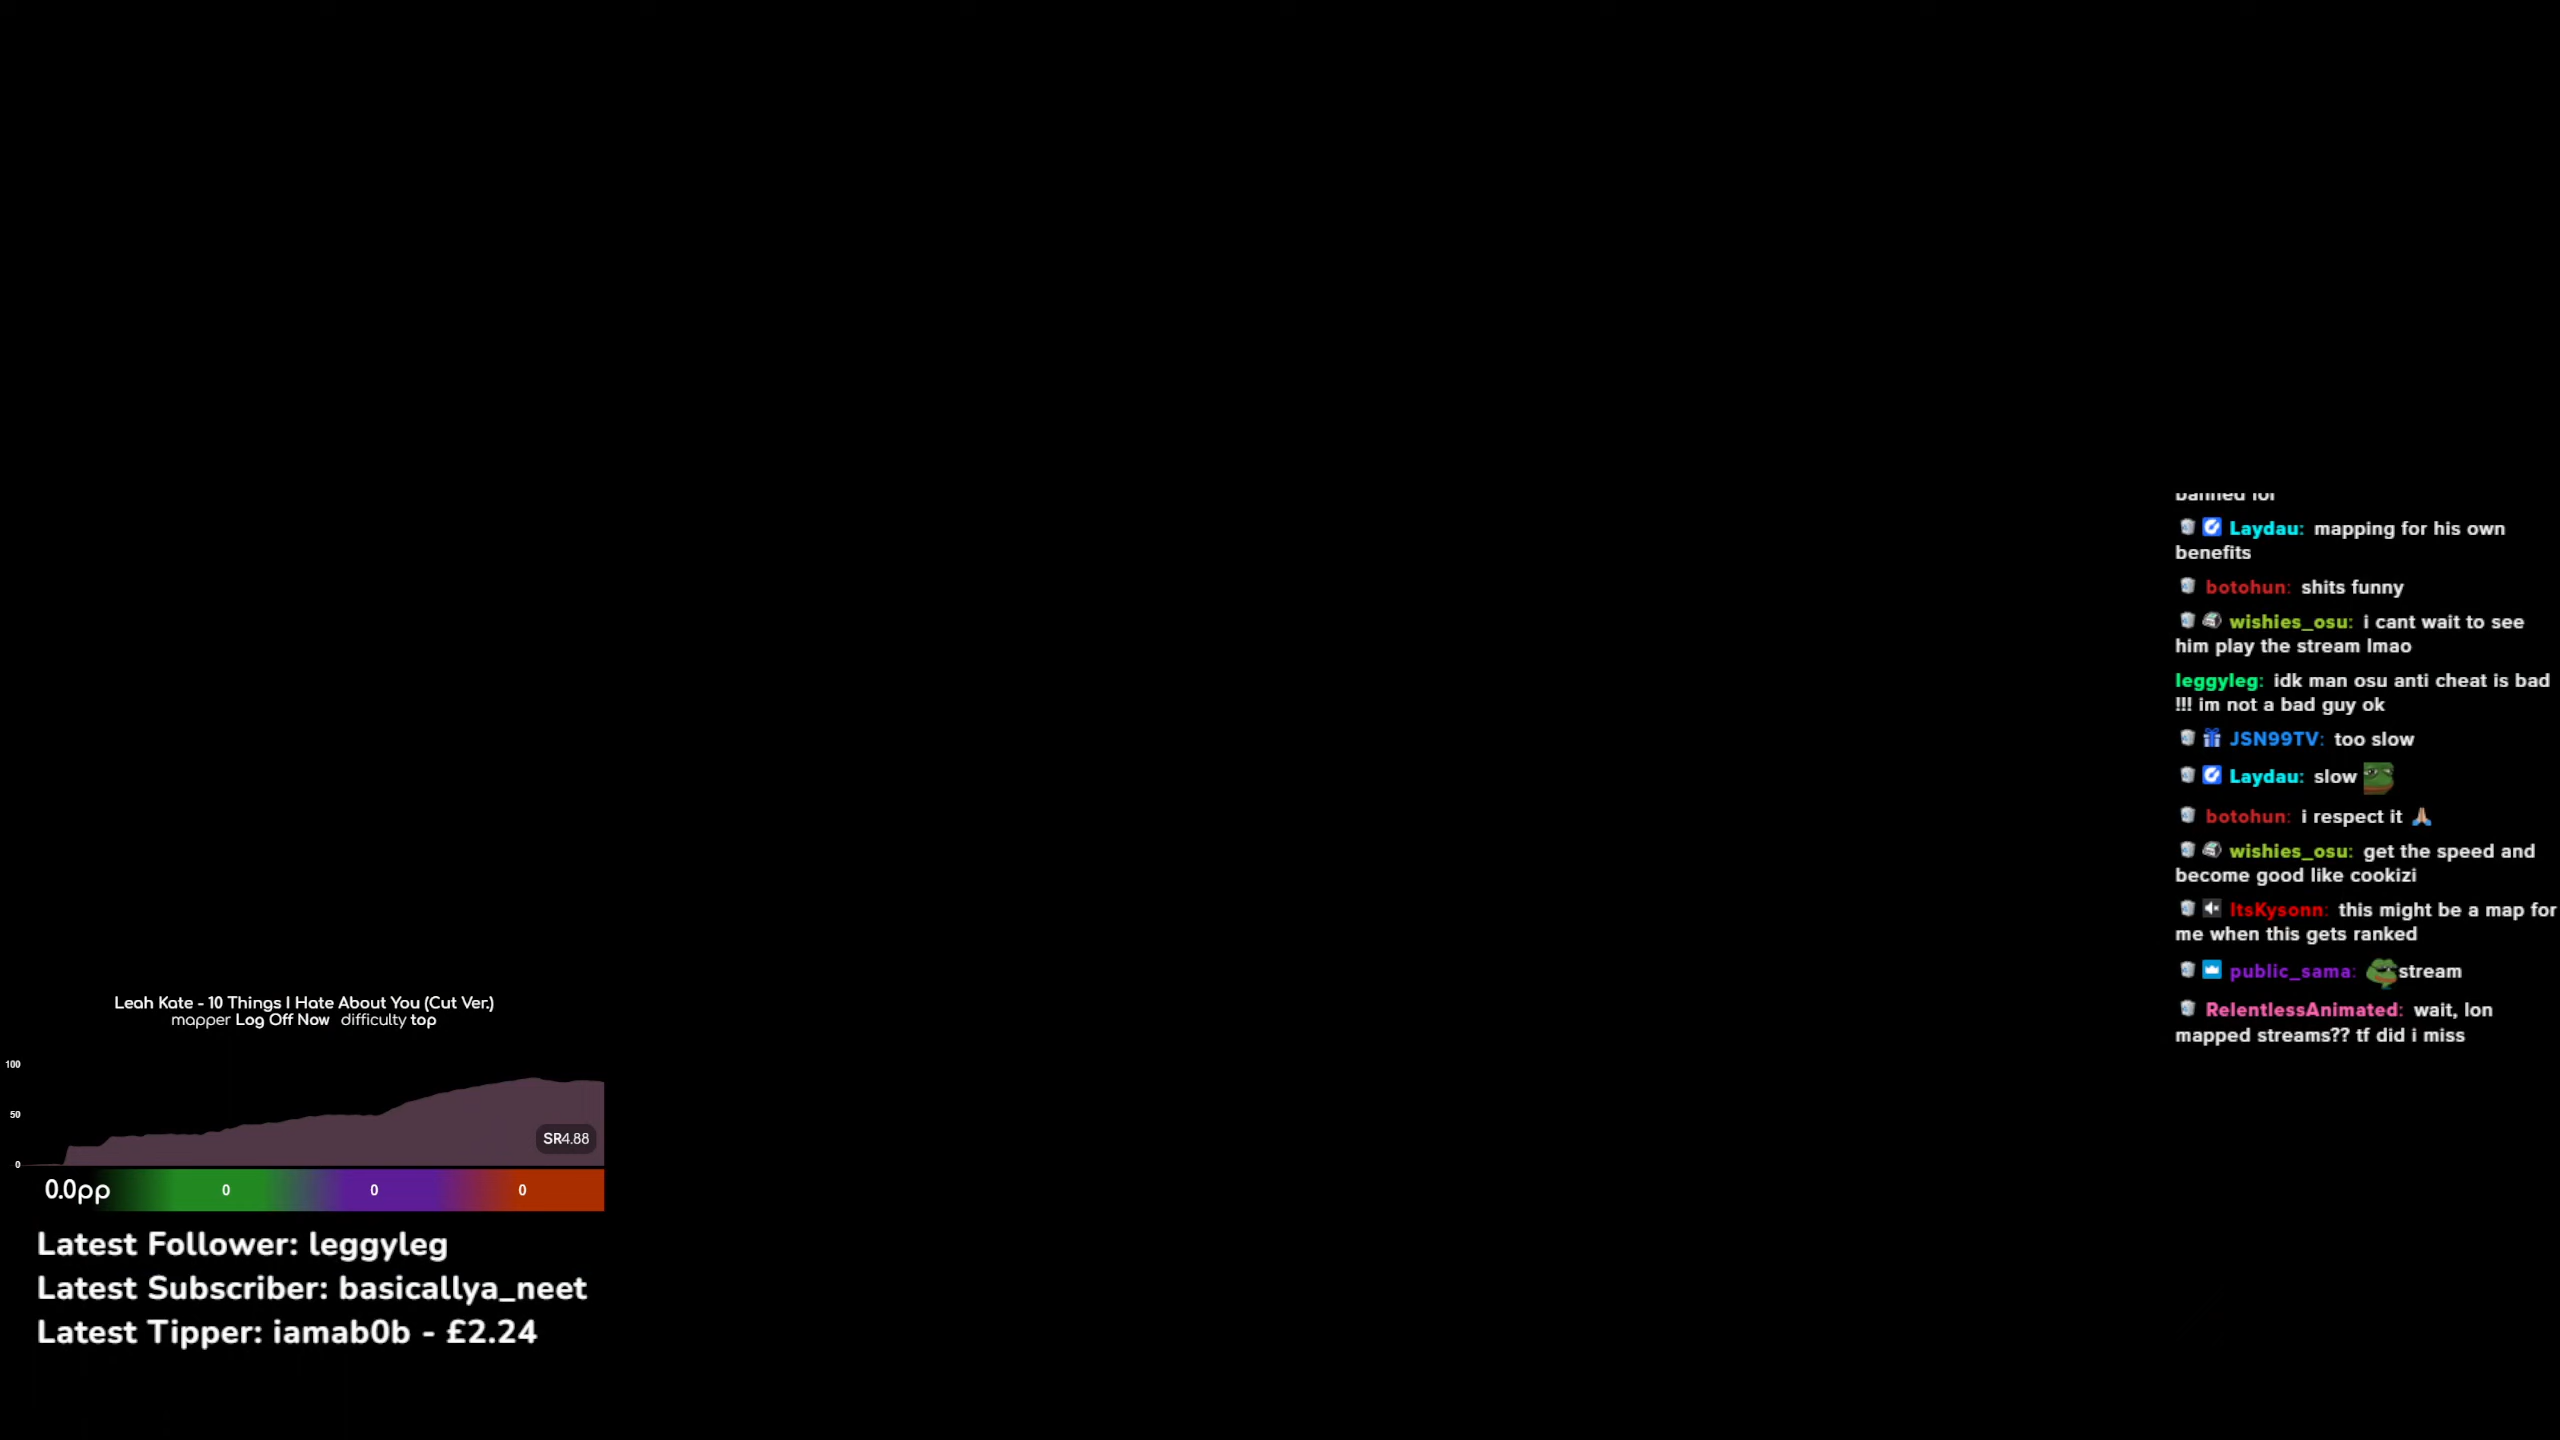 banned for
Laydau: mapping for his own
benefits
botohun: shits funny
wishies_osu: i cant wait to see
him play the stream lmao
leggyleg: idk man osu anti cheat is bad
!!! im not a bad guy ok
JSN99TV: too slow
Laydau: slow
botohun: i respect it 🙏
wishies_osu: get the speed and
become good like cookizi
ItsKysonn: this might be a map for
me when this gets ranked
public_sama: stream
RelentlessAnimated: wait, lon
mapped streams?? tf did i miss
Leah Kate - 10 Things I Hate About You (Cut Ver.)
mapper Log Off Now difficulty top
100
50
0
SR4.88
0.0pp 0 0 0
Latest Follower: leggyleg
Latest Subscriber: basicallya_neet
Latest Tipper: iamab0b - £2.24